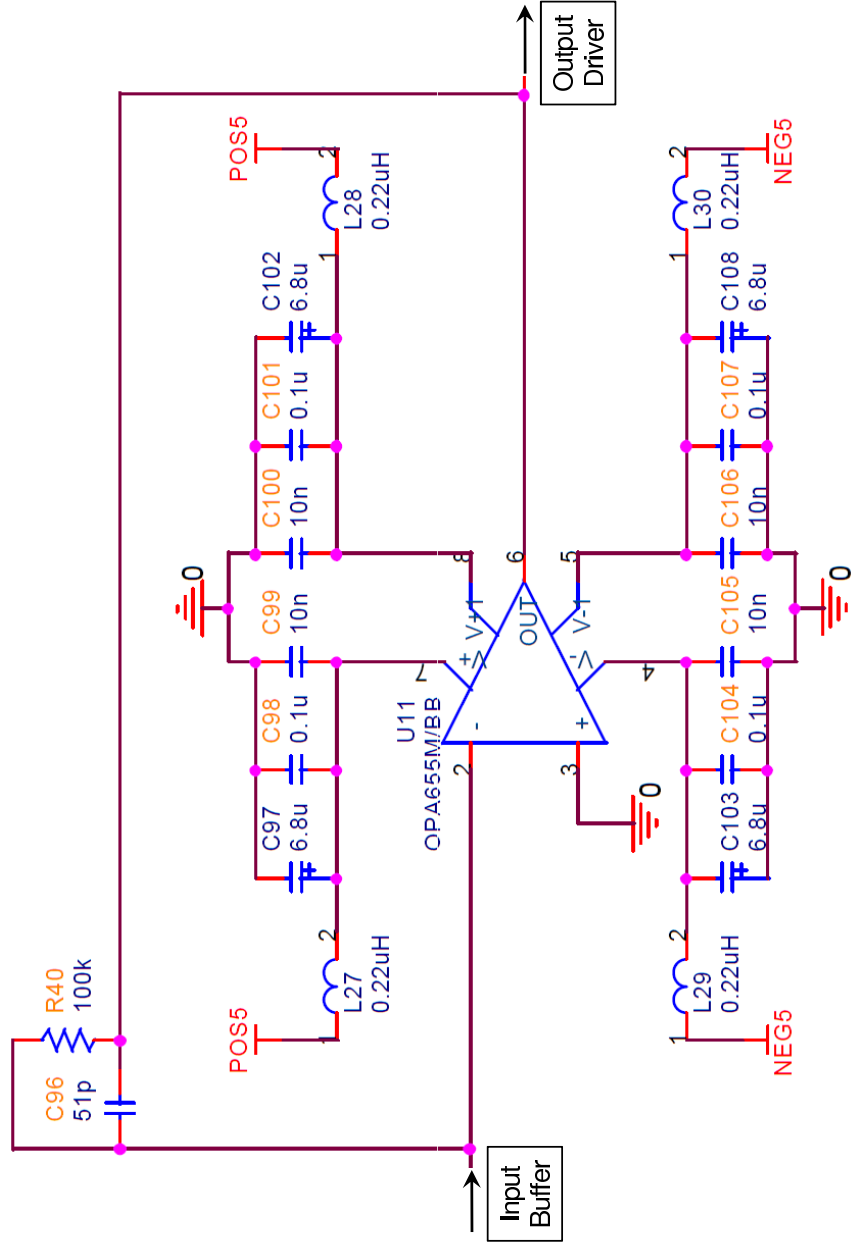 Input
Buffer
C96
51p
R40
100k
POS5
1
2
L27
0.22uH
C97
6.8u
C98
0.1u
C99
10n
0
C100
10n
C101
0.1u
C102
6.8u
1
2
L28
0.22uH
POS5
2
3
U11
OPA655M/BB
-
+
7
V+
8
V+1
OUT
6
4
V-
5
V-1
0
NEG5
1
2
L29
0.22uH
C103
6.8u
C104
0.1u
C105
10n
0
C106
10n
C107
0.1u
C108
6.8u
1
2
L30
0.22uH
NEG5
Output
Driver